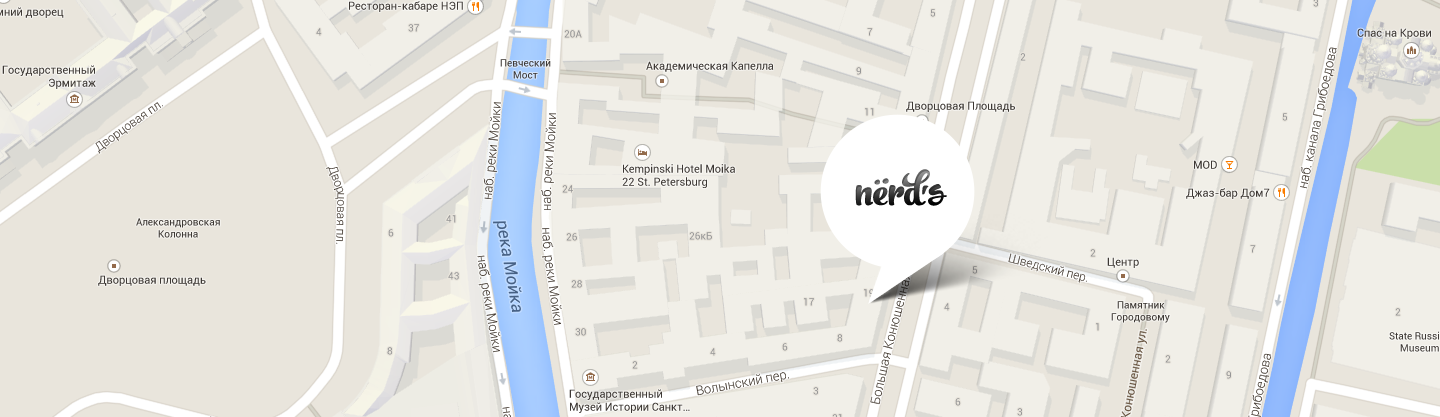 мний дворец
Ресторан-кабаре НЭП
5
4
37
20А
Спас на Крови
Певческий
Мост
Академическая Капелла
9
Государственный
Эрмитаж
Дворцовая пл.
наб. реки Мойки
наб. реки Мойки
11
Дворцовая Площадь
5
наб. канала Грибоедова
MOD
Джаз-бар Дом7
Kempinski Hotel Moika
22 St. Petersburg
nërd's
24
Дворцовая пл.
Александровская
Колонна
41
6
река Мойка
26
26кБ
наб. реки Мойки
наб. реки Мойки
2
7
Шведский пер.
Центр
Дворцовая площадь
43
28
17
5
4
Большая Конюшенная
Памятник
Городовому
1
30
8
6
4
2
8
2
9
State Russi
Museum
Конюшенная ул.
Волынский пер.
3
3
Государственный
Музей Истории Санкт...
рибоедова